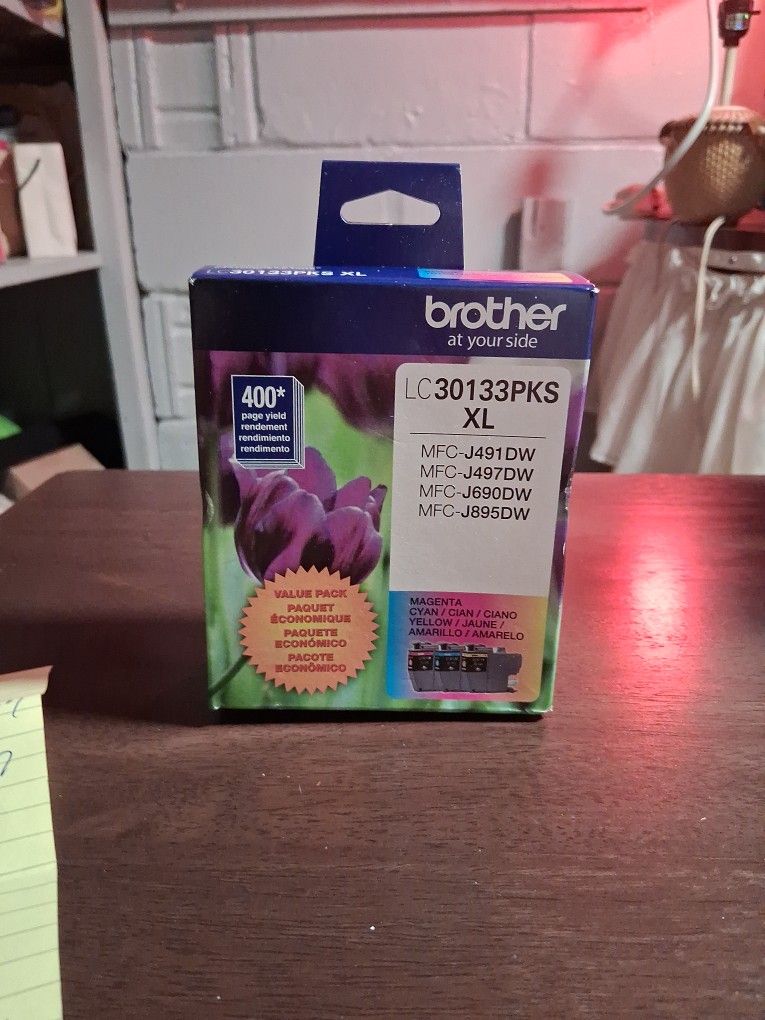 LC30133PKS XL
brother
at your side
400*
page yield
rendement
rendimiento
rendimento
LC30133PKS
XL
MFC-J491DW
MFC-J497DW
MFC-J690DW
MFC-J895DW
VALUE PACK
PAQUET
ÉCONOMIQUE
PAQUETE
ECONÓMICO
PACOTE
ECONÔMICO
MAGENTA
CYAN / CIAN / CIANO
YELLOW / JAUNE /
AMARILLO / AMARELO